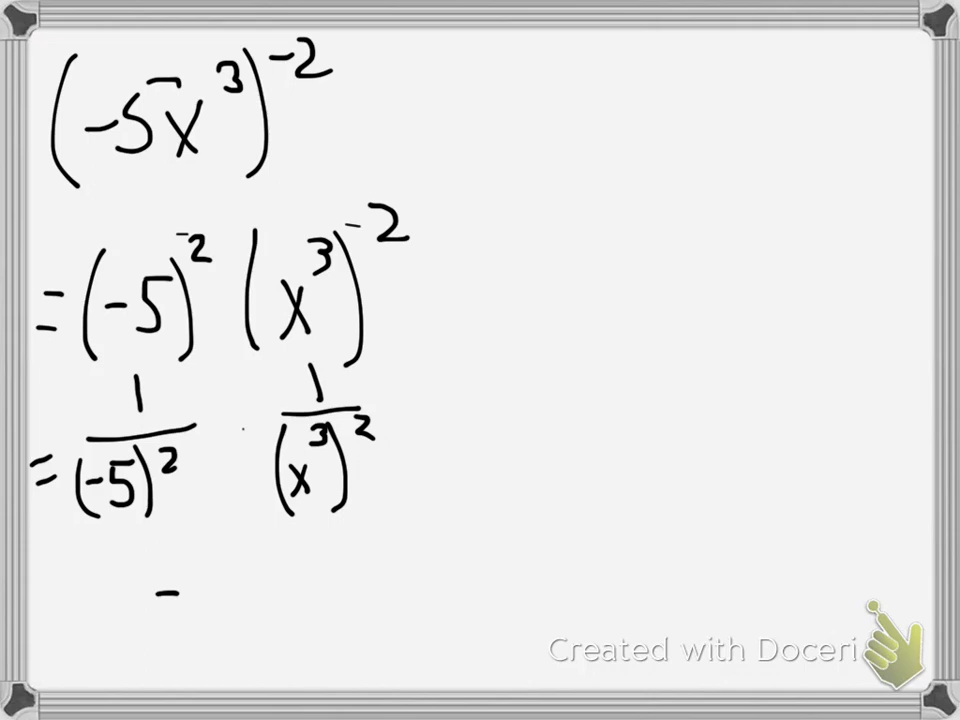 (-5x³)⁻²
= (-5)⁻² (x³)⁻²
= 1/(-5)² · 1/(x³)²
-
Created with Doceri